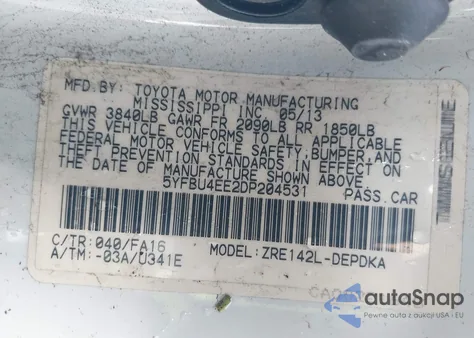 MFD.BY: TOYOTA MOTOR MANUFACTURING
MISSISSIPPI INC. 05/13
GVWR 3840LB GAWR FR 2090LB RR 1850LB
THIS VEHICLE CONFORMS TO ALL APPLICABLE
FEDERAL MOTOR VEHICLE SAFETY, BUMPER, AND
THEFT PREVENTION STANDARDS IN EFFECT ON
THE DATE OF MANUFACTURE SHOWN ABOVE.
5YFBU4EE2DP204531 PASS.CAR
C/TR: 040/FA16 MODEL: ZRE142L-DEPDKA
A/TM: -03A/U341E
autoSnap
Pewne auta z aukcji USA i EU